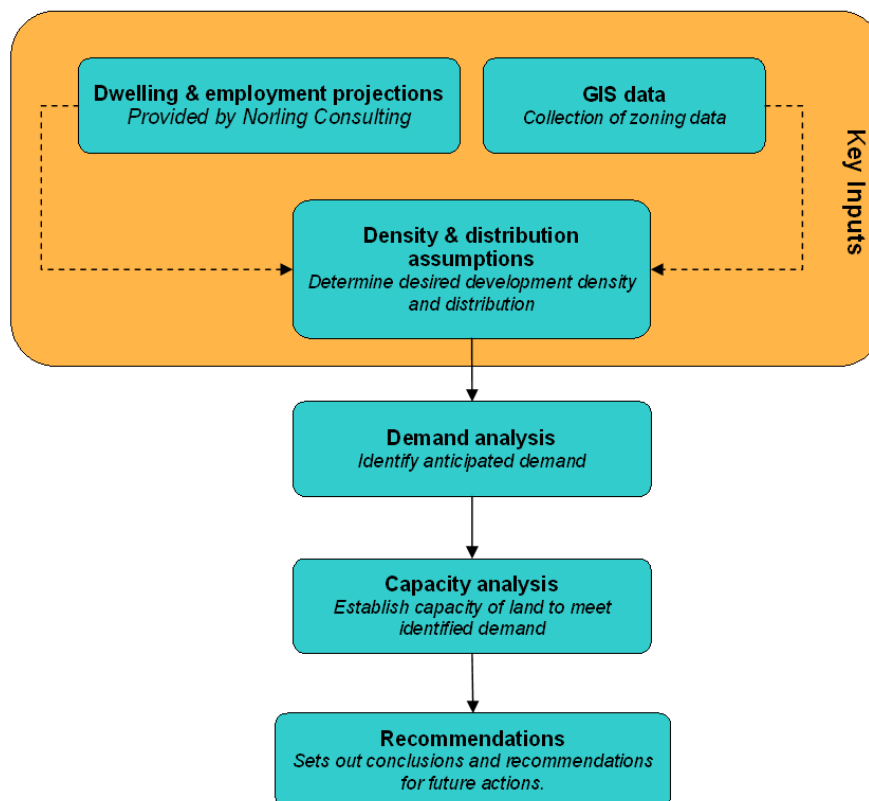 Dwelling & employment projections
Provided by Norling Consulting
GIS data
Collection of zoning data
Key Inputs
Density & distribution
assumptions
Determine desired development density
and distribution
Demand analysis
Identify anticipated demand
Capacity analysis
Establish capacity of land to meet
identified demand
Recommendations
Sets out conclusions and recommendations
for future actions.